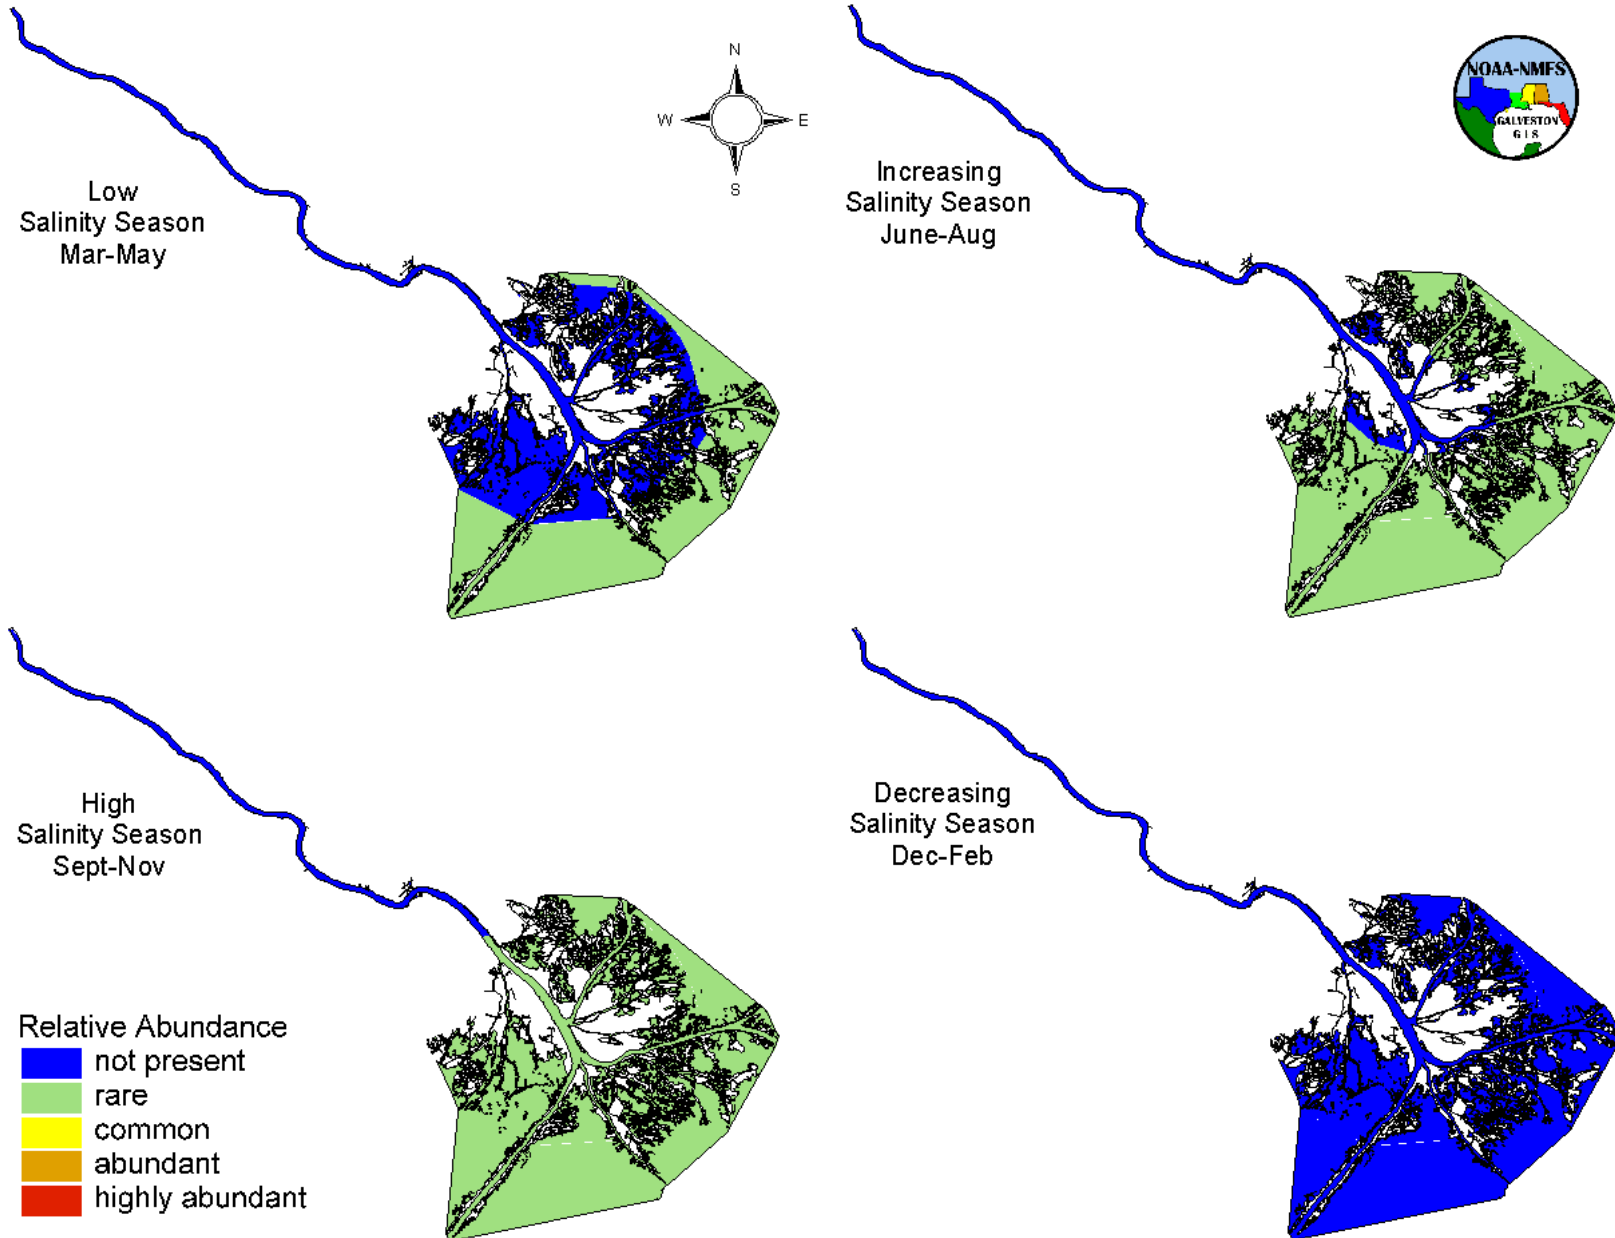 N
W
E
S
NOAA-NMFS
GALVESTON
GIS
Low
Salinity Season
Mar-May
Increasing
Salinity Season
June-Aug
High
Salinity Season
Sept-Nov
Decreasing
Salinity Season
Dec-Feb
Relative Abundance
not present
rare
common
abundant
highly abundant